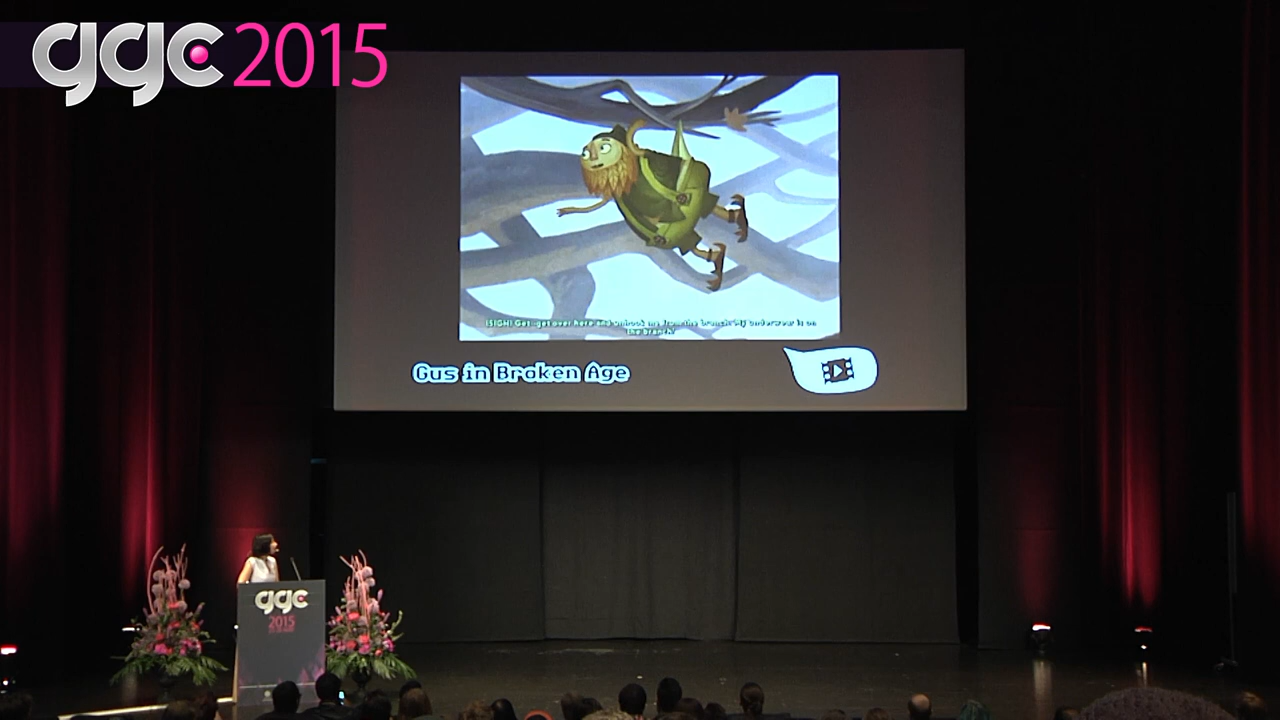 ggc 2015
[SIGH] Get-get over here and unhook me from the branch. My underwear is on
the branch!
Gus in Broken Age
ggc
2015